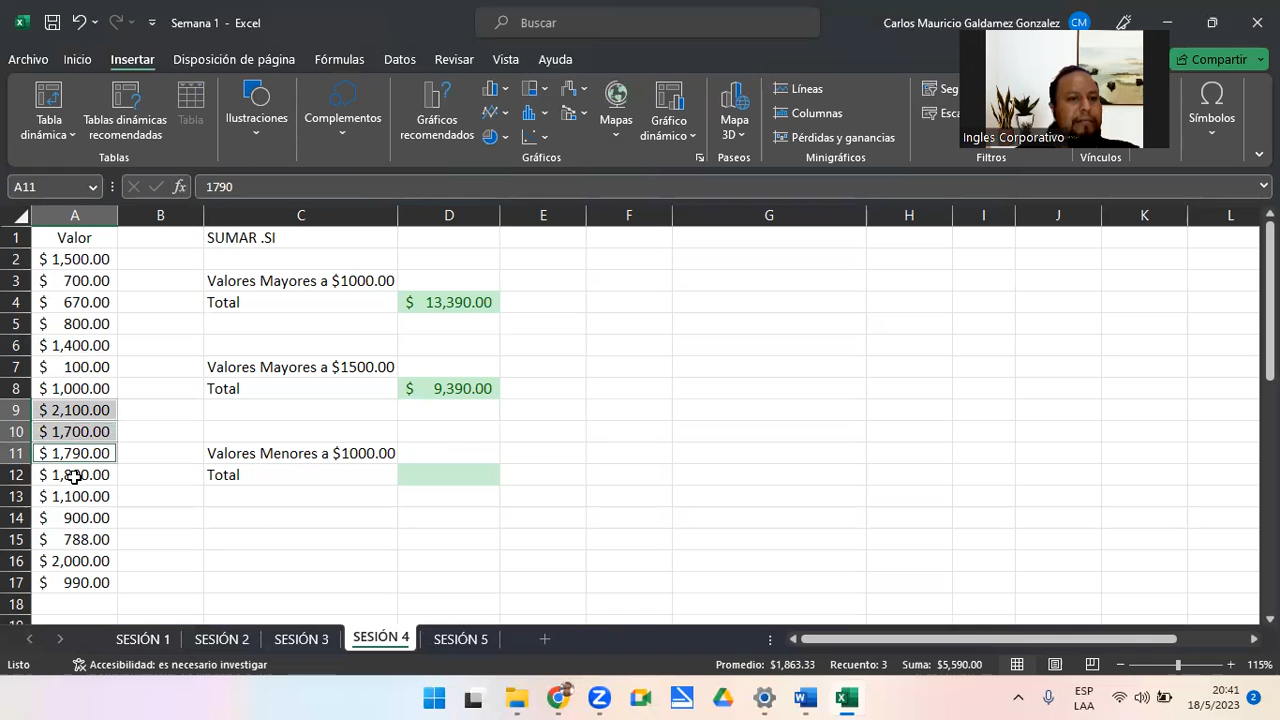 Semana 1 - Excel
Buscar
Carlos Mauricio Galdamez Gonzalez
CM
Archivo Inicio Insertar Disposición de página Fórmulas Datos Revisar Vista Ayuda
Compartir
Tabla dinámica
Tablas dinámicas recomendadas
Tabla
Ilustraciones
Complementos
Gráficos recomendados
Mapas
Gráfico dinámico
Mapa 3D
Líneas
Columnas
Pérdidas y ganancias
Ingles Corporativo
Símbolos
Tablas
Gráficos
Paseos
Minigráficos
Filtros
Vínculos
A11
fx
1790
A B C D E F G H I J K L
1 Valor SUMAR .SI
2 $ 1,500.00
3 $ 700.00 Valores Mayores a $1000.00
4 $ 670.00 Total $ 13,390.00
5 $ 800.00
6 $ 1,400.00
7 $ 100.00 Valores Mayores a $1500.00
8 $ 1,000.00 Total $ 9,390.00
9 $ 2,100.00
10 $ 1,700.00
11 $ 1,790.00 Valores Menores a $1000.00
12 Total
13 $ 1,100.00
14 $ 900.00
15 $ 788.00
16 $ 2,000.00
17 $ 990.00
18
SESIÓN 1 SESIÓN 2 SESIÓN 3 SESIÓN 4 SESIÓN 5
Listo
Accesibilidad: es necesario investigar
Promedio: $1,863.33 Recuento: 3 Suma: $5,590.00
115%
ESP
LAA
20:41
18/5/2023
2